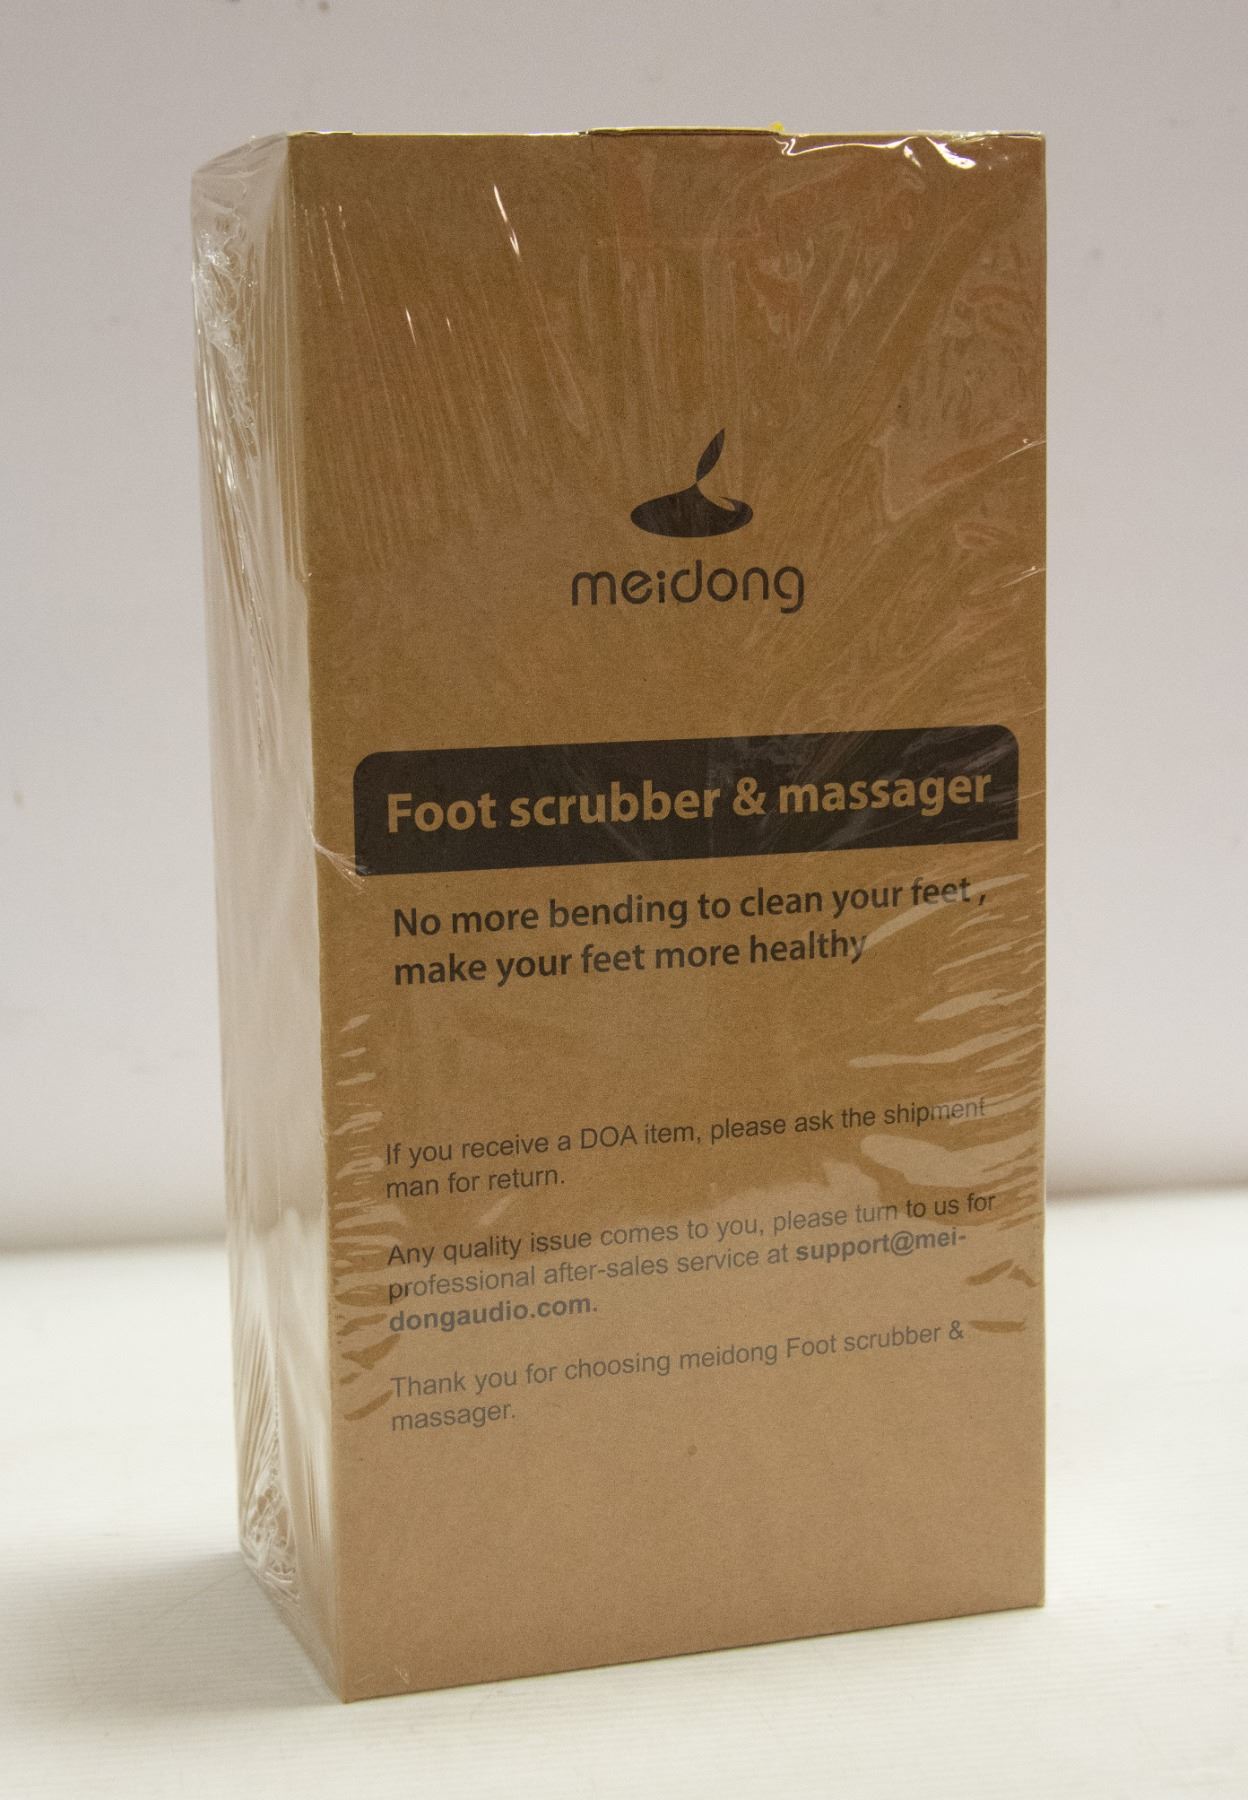 meidong
Foot scrubber & massager
No more bending to clean your feet ,
make your feet more healthy
If you receive a DOA item, please ask the shipment
man for return.
Any quality issue comes to you, please turn to us for
professional after-sales service at support@mei-
dongaudio.com.
Thank you for choosing meidong Foot scrubber &
massager.